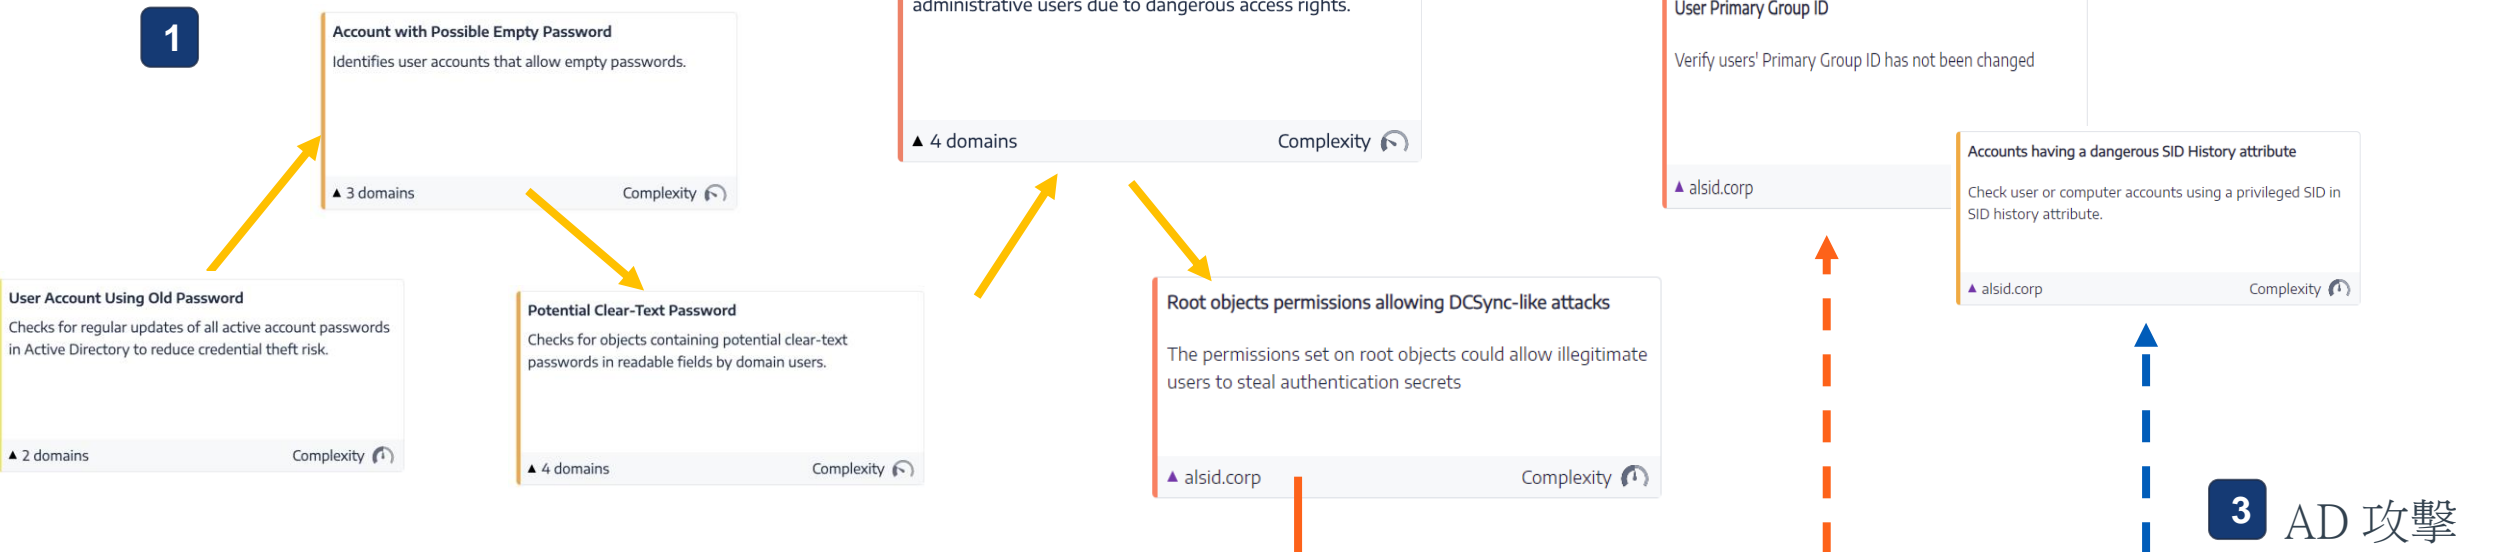 1
Account with Possible Empty Password
Identifies user accounts that allow empty passwords.
▲ 3 domains Complexity
User Account Using Old Password
Checks for regular updates of all active account passwords
in Active Directory to reduce credential theft risk.
▲ 2 domains Complexity
Potential Clear-Text Password
Checks for objects containing potential clear-text
passwords in readable fields by domain users.
▲ 4 domains Complexity
administrative users due to dangerous access rights.
▲ 4 domains Complexity
Root objects permissions allowing DCSync-like attacks
The permissions set on root objects could allow illegitimate
users to steal authentication secrets
▲ alsid.corp Complexity
User Primary Group ID
Verify users' Primary Group ID has not been changed
▲ alsid.corp
Accounts having a dangerous SID History attribute
Check user or computer accounts using a privileged SID in
SID history attribute.
▲ alsid.corp Complexity
3 AD 攻擊